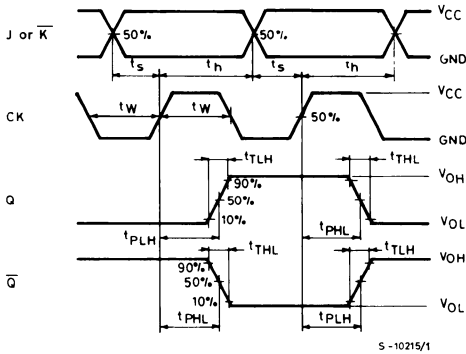 J or K̅ 50% 50% VCC
ts th ts th GND
CK tW tW 50% VCC
GND
tTLH tTHL
Q 90% 50% 10% VOH
tPLH tPHL VOL
tTHL tTLH
Q̅ 90% 50% 10% VOH
tPHL tPLH VOL
S-10215/1